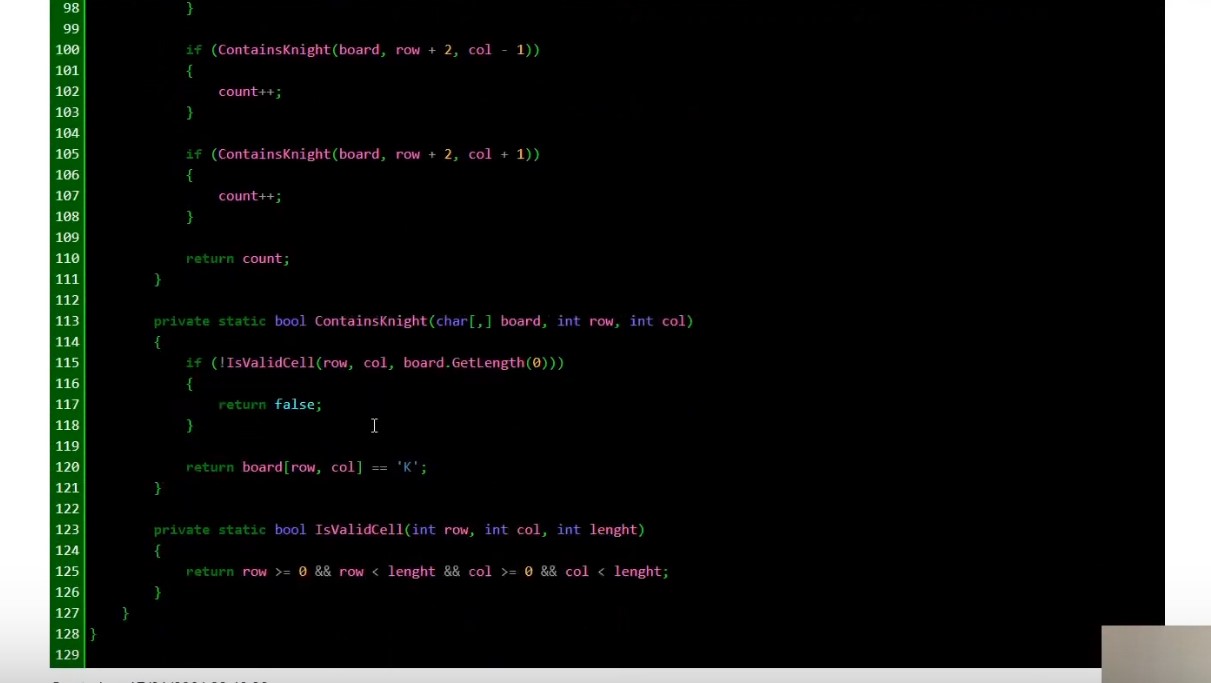 98 }
99
100 if (ContainsKnight(board, row + 2, col - 1))
101 {
102 count++;
103 }
104
105 if (ContainsKnight(board, row + 2, col + 1))
106 {
107 count++;
108 }
109
110 return count;
111 }
112
113 private static bool ContainsKnight(char[,] board, int row, int col)
114 {
115 if (!IsValidCell(row, col, board.GetLength(0)))
116 {
117 return false;
118 }
119
120 return board[row, col] == 'K';
121 }
122
123 private static bool IsValidCell(int row, int col, int lenght)
124 {
125 return row >= 0 && row < lenght && col >= 0 && col < lenght;
126 }
127 }
128 }
129